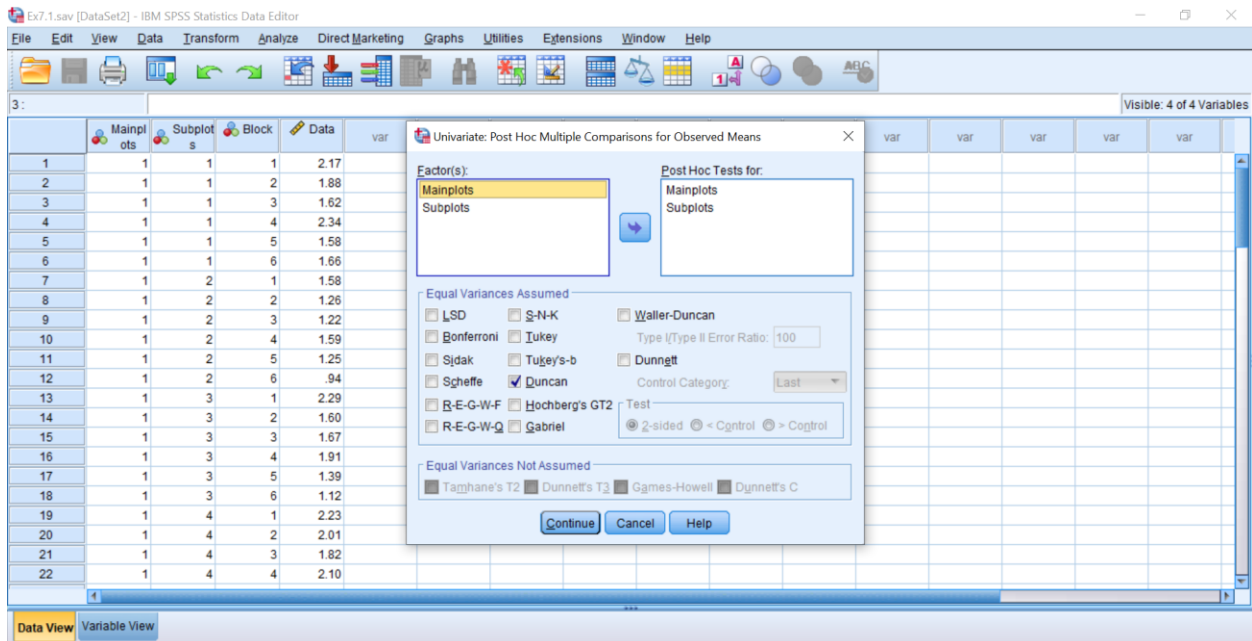 Ex7.1.sav [DataSet2] - IBM SPSS Statistics Data Editor
File Edit View Data Transform Analyze Direct Marketing Graphs Utilities Extensions Window Help
3 :
Visible: 4 of 4 Variables
Mainplots Subplots Block Data var var var var var var
1 1 1 1 2.17
2 1 1 2 1.88
3 1 1 3 1.62
4 1 1 4 2.34
5 1 1 5 1.58
6 1 1 6 1.66
7 1 2 1 1.58
8 1 2 2 1.26
9 1 2 3 1.22
10 1 2 4 1.59
11 1 2 5 1.25
12 1 2 6 .94
13 1 3 1 2.29
14 1 3 2 1.60
15 1 3 3 1.67
16 1 3 4 1.91
17 1 3 5 1.39
18 1 3 6 1.12
19 1 4 1 2.23
20 1 4 2 2.01
21 1 4 3 1.82
22 1 4 4 2.10
Univariate: Post Hoc Multiple Comparisons for Observed Means
Factor(s): Post Hoc Tests for:
Mainplots Mainplots
Subplots Subplots
Equal Variances Assumed
LSD S-N-K Waller-Duncan
Bonferroni Tukey Type I/Type II Error Ratio: 100
Sidak Tukey's-b Dunnett
Scheffe Duncan Control Category: Last
R-E-G-W-F Hochberg's GT2 Test
R-E-G-W-Q Gabriel 2-sided < Control > Control
Equal Variances Not Assumed
Tamhane's T2 Dunnett's T3 Games-Howell Dunnett's C
Continue Cancel Help
Data View Variable View